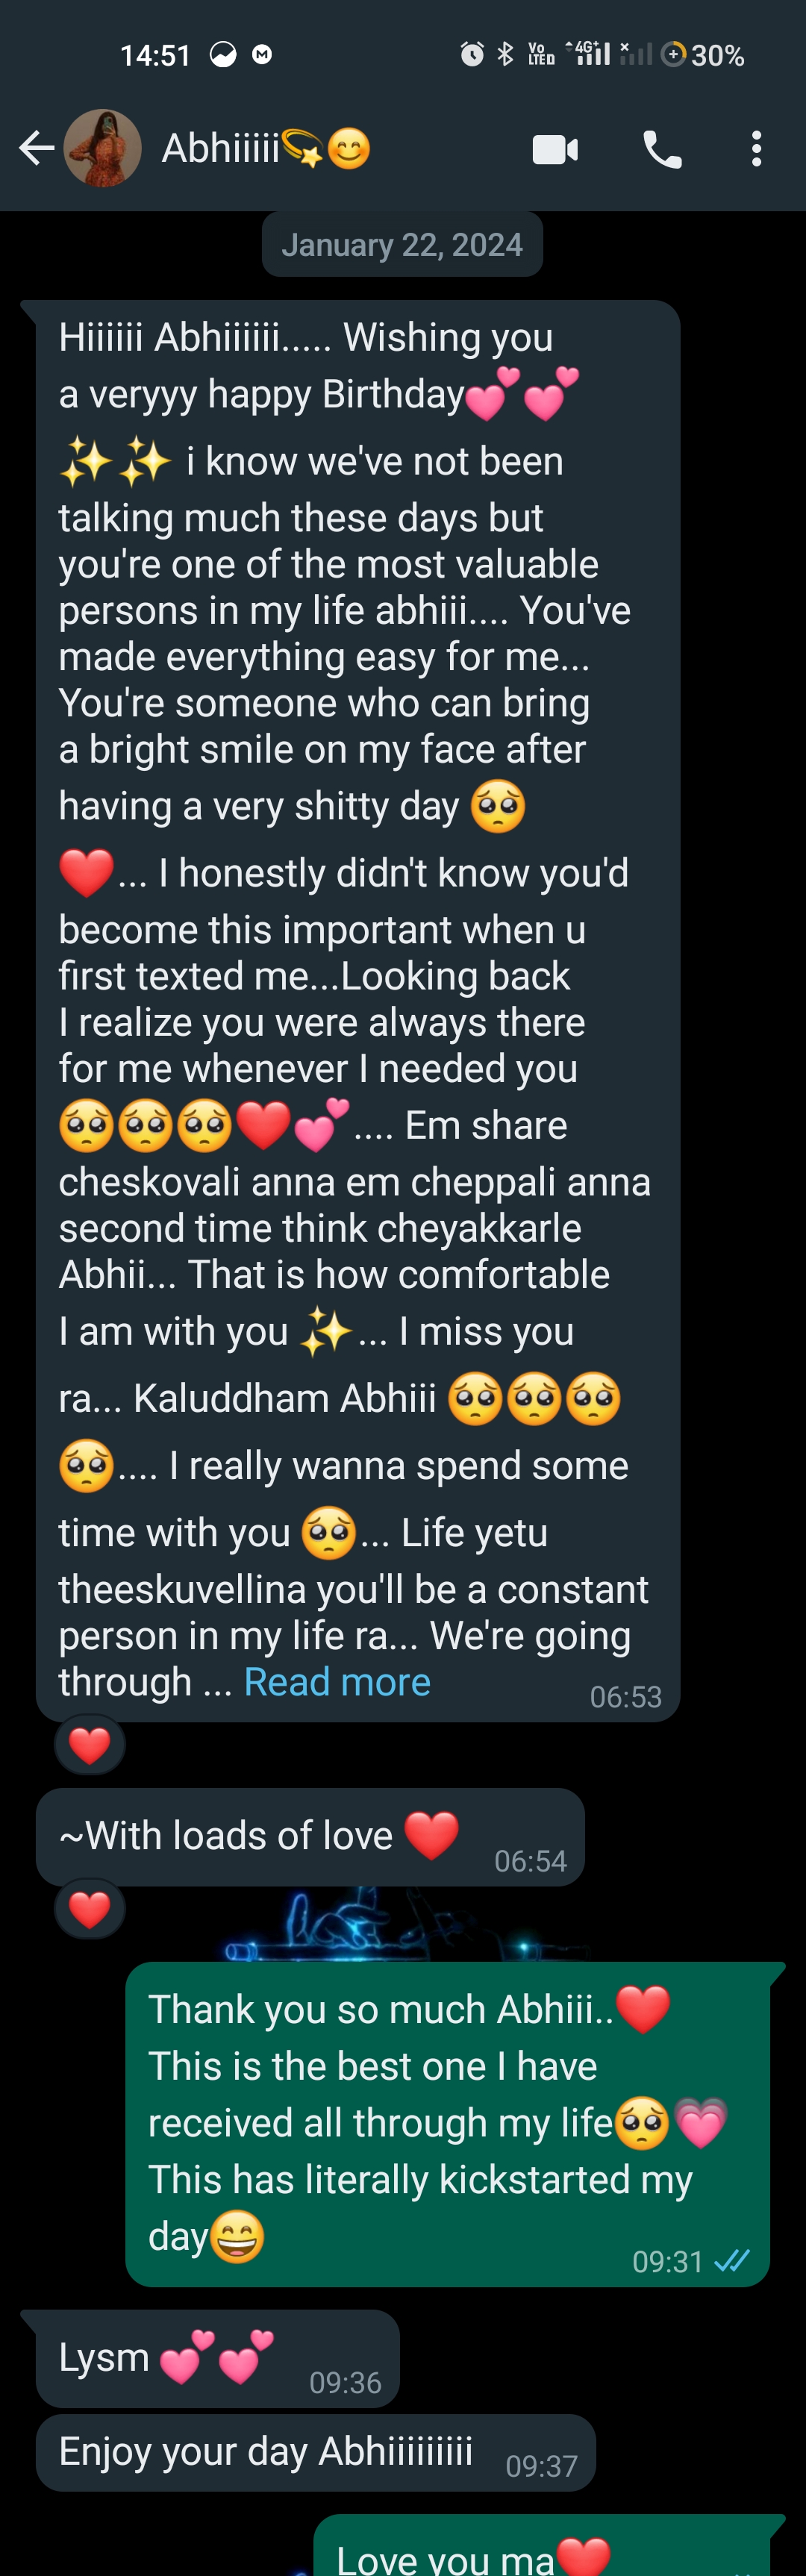 14:51 VoLTED 4G+ 30%
Abhiiiii💫😊
January 22, 2024
Hiiiiii Abhiiiiii..... Wishing you
a veryyy happy Birthday💕💕
✨✨ i know we've not been
talking much these days but
you're one of the most valuable
persons in my life abhiii.... You've
made everything easy for me...
You're someone who can bring
a bright smile on my face after
having a very shitty day 🥺
❤️... I honestly didn't know you'd
become this important when u
first texted me...Looking back
I realize you were always there
for me whenever I needed you
🥺🥺🥺❤️💕.... Em share
cheskovali anna em cheppali anna
second time think cheyakkarle
Abhii... That is how comfortable
I am with you ✨... I miss you
ra... Kaluddham Abhiii 🥺🥺🥺
🥺.... I really wanna spend some
time with you 🥺... Life yetu
theeskuvellina you'll be a constant
person in my life ra... We're going
through ... Read more 06:53
❤️
~With loads of love ❤️ 06:54
❤️
Thank you so much Abhiii..❤️
This is the best one I have
received all through my life🥺💗
This has literally kickstarted my
day😄
09:31
Lysm 💕💕 09:36
Enjoy your day Abhiiiiiiiii 09:37
Love you ma❤️